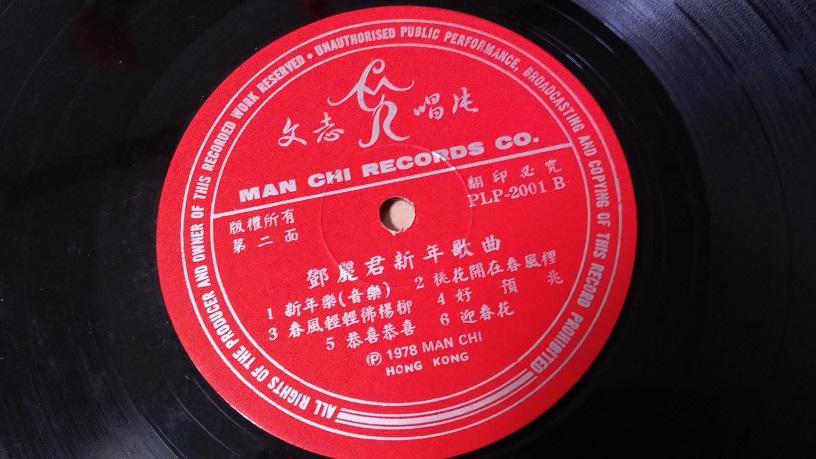 ALL RIGHTS OF THE PRODUCER AND OWNER OF THIS RECORDED WORK RESERVED • UNAUTHORISED PUBLIC PERFORMANCE, BROADCASTING AND COPYING OF THIS RECORD PROHIBITED
文志 唱片
MAN CHI RECORDS CO.
版權所有 翻印必究
第二面 PLP-2001 B
鄧麗君新年歌曲
1 新年樂(音樂) 2 桃花開在春風裡
3 春風輕輕彿楊柳 4 好預兆
5 恭喜恭喜 6 迎春花
Ⓟ 1978 MAN CHI
HONG KONG